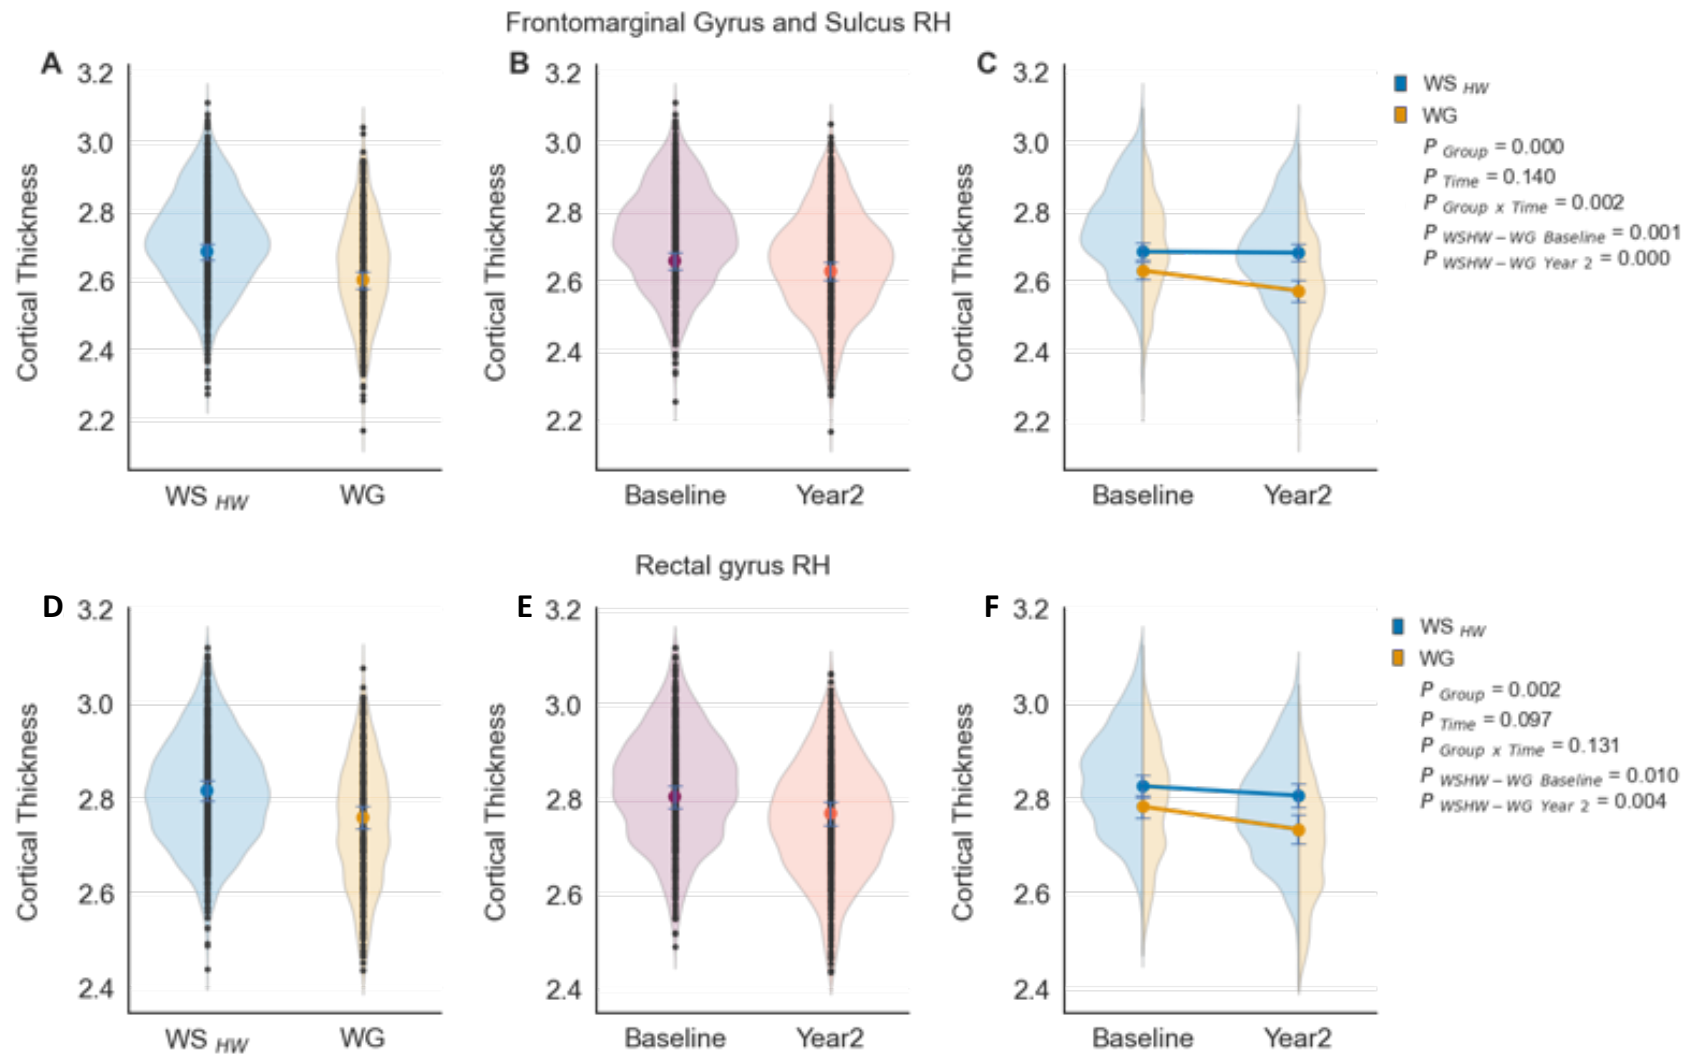 Frontomarginal Gyrus and Sulcus RH
A
B
C
3.2
3.0
2.8
2.6
2.4
2.2
Cortical Thickness
WS HW
WG
3.2
3.0
2.8
2.6
2.4
2.2
Cortical Thickness
Baseline
Year2
3.2
3.0
2.8
2.6
2.4
2.2
Cortical Thickness
Baseline
Year2
WS HW
WG
P Group = 0.000
P Time = 0.140
P Group x Time = 0.002
P WSHW-WG Baseline = 0.001
P WSHW-WG Year 2 = 0.000
Rectal gyrus RH
D
E
F
3.2
3.0
2.8
2.6
2.4
Cortical Thickness
WS HW
WG
3.2
3.0
2.8
2.6
2.4
Cortical Thickness
Baseline
Year2
3.2
3.0
2.8
2.6
2.4
Cortical Thickness
Baseline
Year2
WS HW
WG
P Group = 0.002
P Time = 0.097
P Group x Time = 0.131
P WSHW-WG Baseline = 0.010
P WSHW-WG Year 2 = 0.004